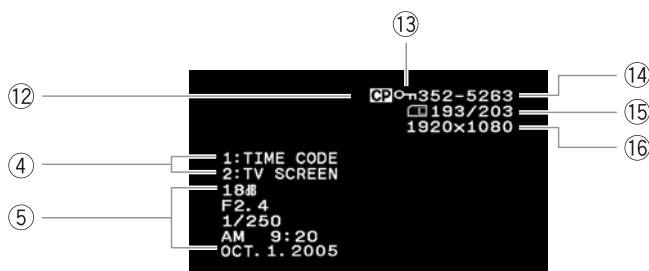 ⑬
⑫ CP 352-5263 ⑭
193/203 ⑮
1920x1080 ⑯
④ 1:TIME CODE
2:TV SCREEN
⑤ 18dB
F2.4
1/250
AM 9:20
OCT. 1.2005